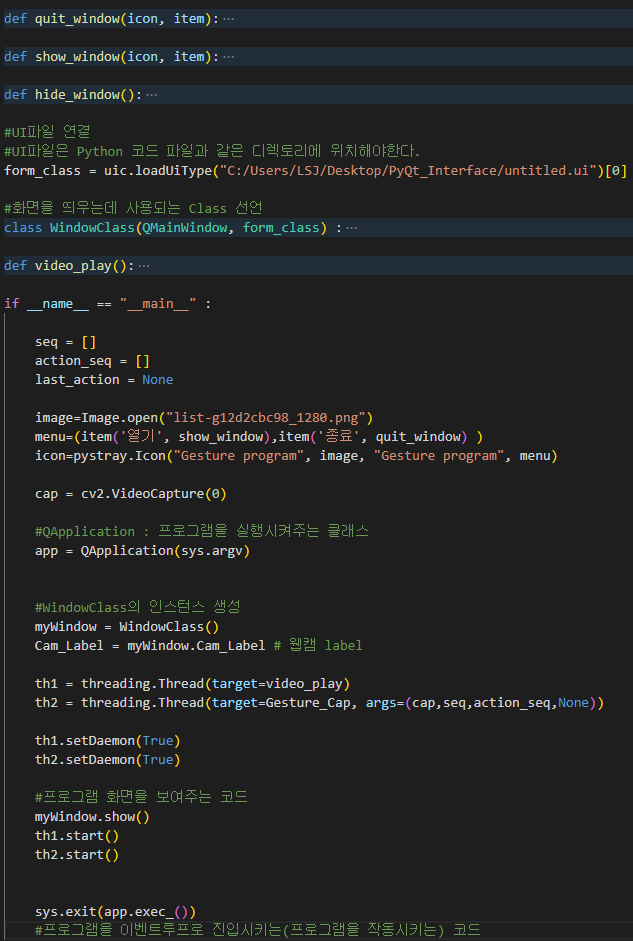 def quit_window(icon, item):···
def show_window(icon, item):···
def hide_window():···
#UI파일 연결
#UI파일은 Python 코드 파일과 같은 디렉토리에 위치해야한다.
form_class = uic.loadUiType("C:/Users/LSJ/Desktop/PyQt_Interface/untitled.ui")[0]
#화면을 띄우는데 사용되는 Class 선언
class WindowClass(QMainWindow, form_class) :···
def video_play():···
if __name__ == "__main__" :
seq = []
action_seq = []
last_action = None
image=Image.open("list-g12d2cbc98_1280.png")
menu=(item('열기', show_window),item('종료', quit_window) )
icon=pystray.Icon("Gesture program", image, "Gesture program", menu)
cap = cv2.VideoCapture(0)
#QApplication : 프로그램을 실행시켜주는 클래스
app = QApplication(sys.argv)
#WindowClass의 인스턴스 생성
myWindow = WindowClass()
Cam_Label = myWindow.Cam_Label # 웹캠 label
th1 = threading.Thread(target=video_play)
th2 = threading.Thread(target=Gesture_Cap, args=(cap,seq,action_seq,None))
th1.setDaemon(True)
th2.setDaemon(True)
#프로그램 화면을 보여주는 코드
myWindow.show()
th1.start()
th2.start()
sys.exit(app.exec_())
#프로그램을 이벤트루프로 진입시키는(프로그램을 작동시키는) 코드